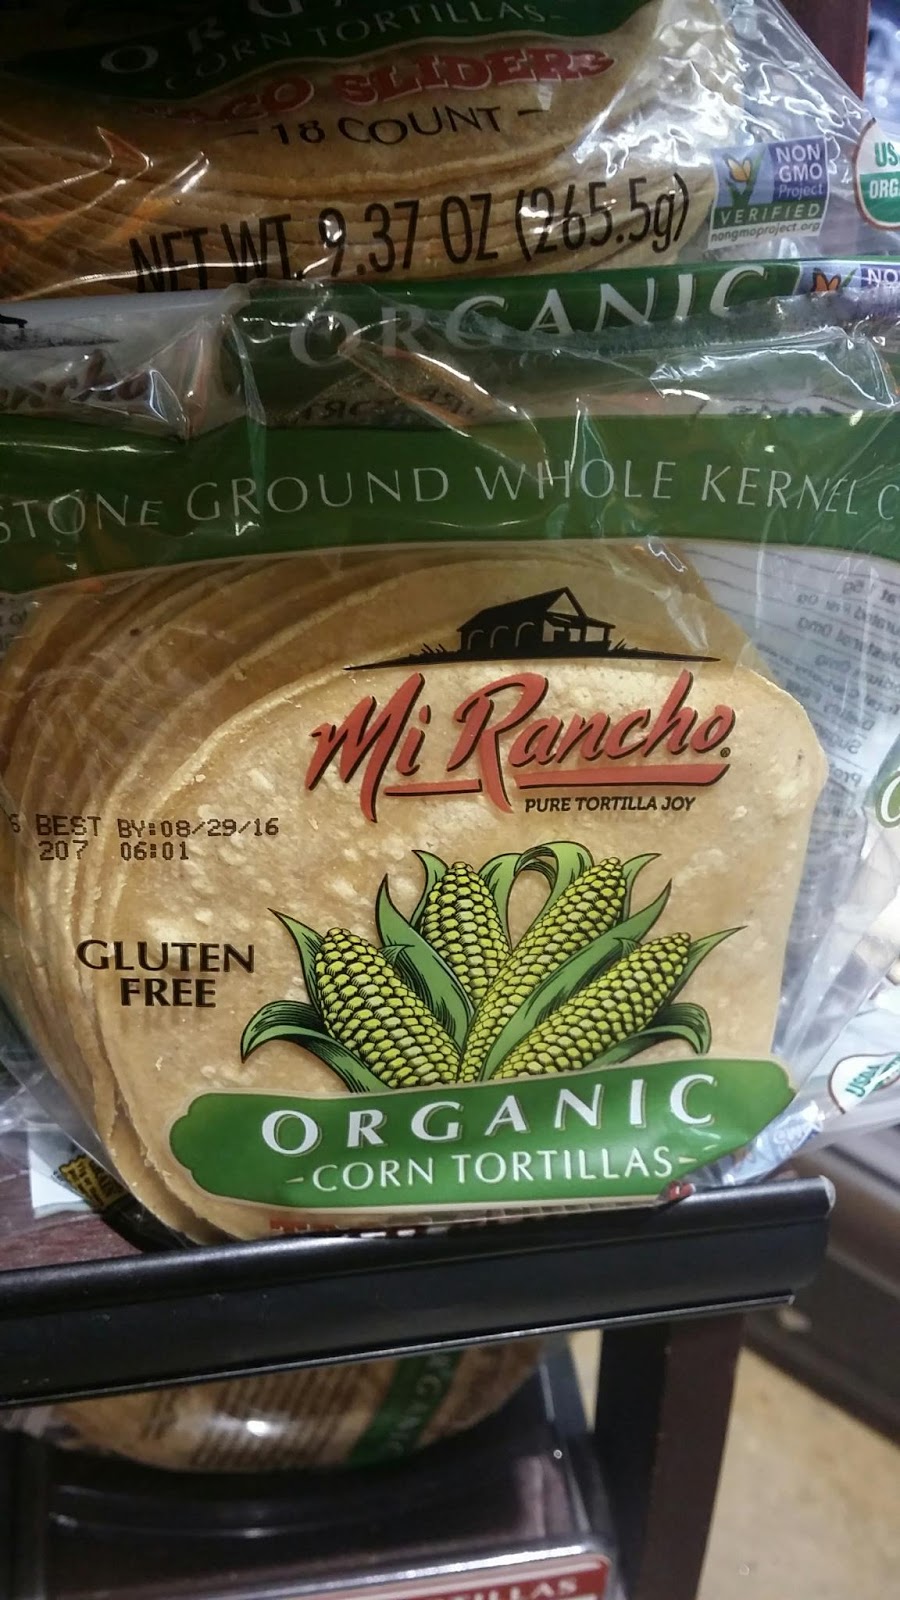 ORGANIC
CORN TORTILLAS
TACO SLIDERS
-18 COUNT-
NET WT. 9.37 OZ (265.5g)
NON
GMO
Project
VERIFIED
nongmoproject.org
ORGANIC
STONE GROUND WHOLE KERNEL C
Mi Rancho
PURE TORTILLA JOY
BEST BY:08/29/16
207 06:01
GLUTEN
FREE
ORGANIC
-CORN TORTILLAS-
USDA